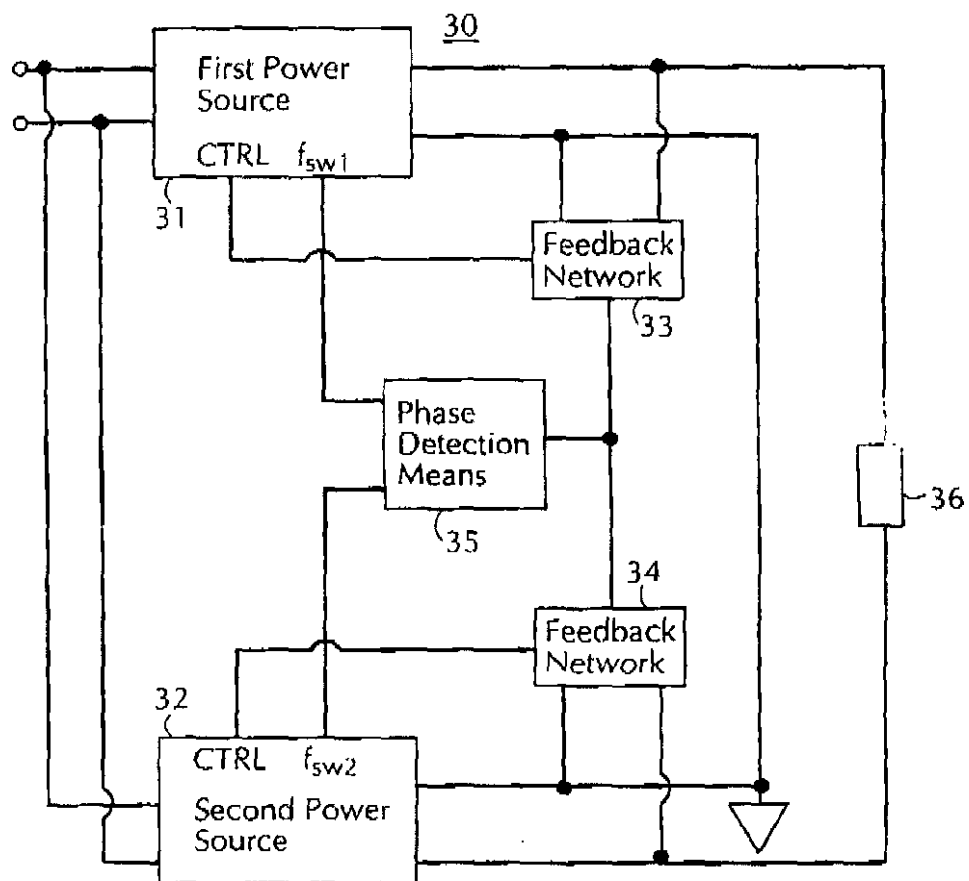 30
First Power
Source
CTRL f_sw1
31
Feedback
Network
33
Phase
Detection
Means
35
36
34
Feedback
Network
32
CTRL f_sw2
Second Power
Source